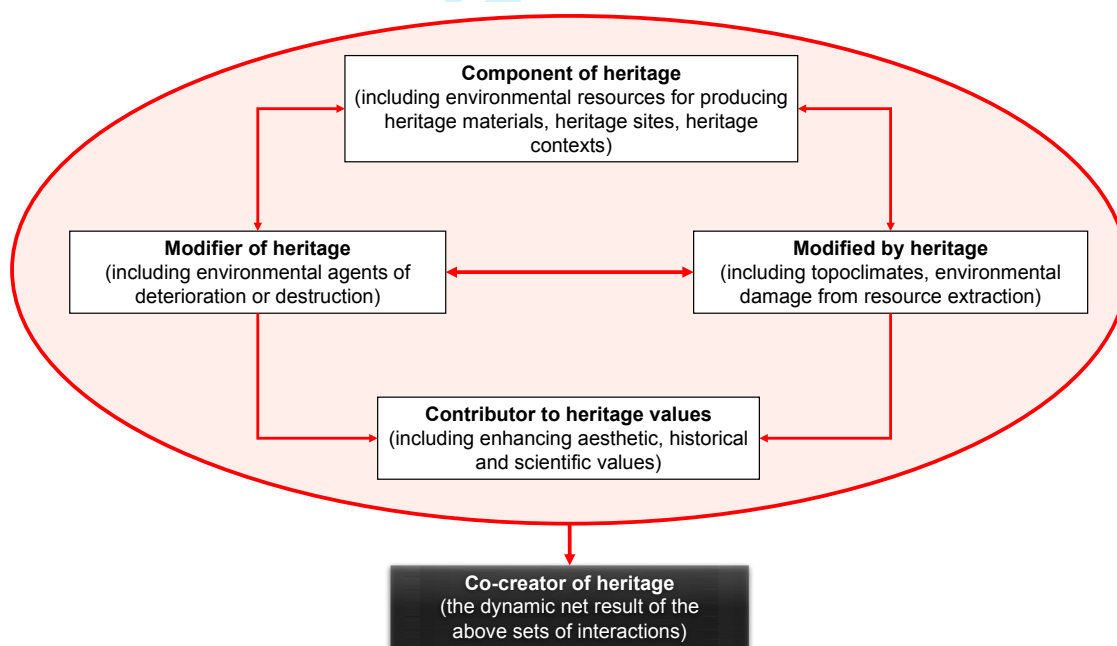 Component of heritage
(including environmental resources for producing
heritage materials, heritage sites, heritage
contexts)
Modifier of heritage
(including environmental agents of
deterioration or destruction)
Modified by heritage
(including topoclimates, environmental
damage from resource extraction)
Contributor to heritage values
(including enhancing aesthetic, historical
and scientific values)
Co-creator of heritage
(the dynamic net result of the
above sets of interactions)